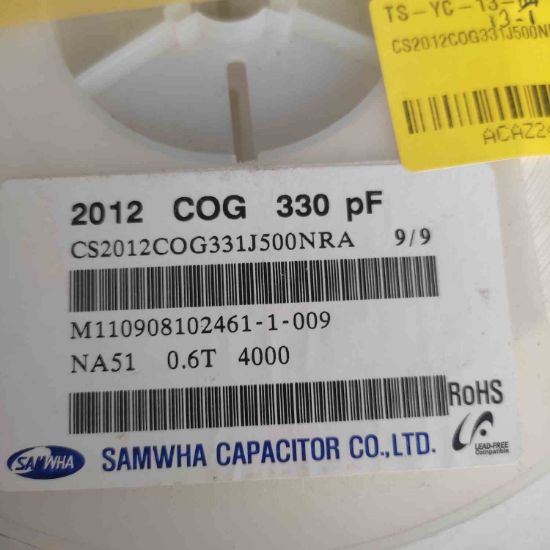 TS-YC-13-04
13-1
CS2012COG331J500N
ACAZ2
2012 COG 330 pF
CS2012COG331J500NRA 9/9
M110908102461-1-009
NA51 0.6T 4000
RoHS
LEAD-FREE
Compatible
SAMWHA
SAMWHA CAPACITOR CO.,LTD.